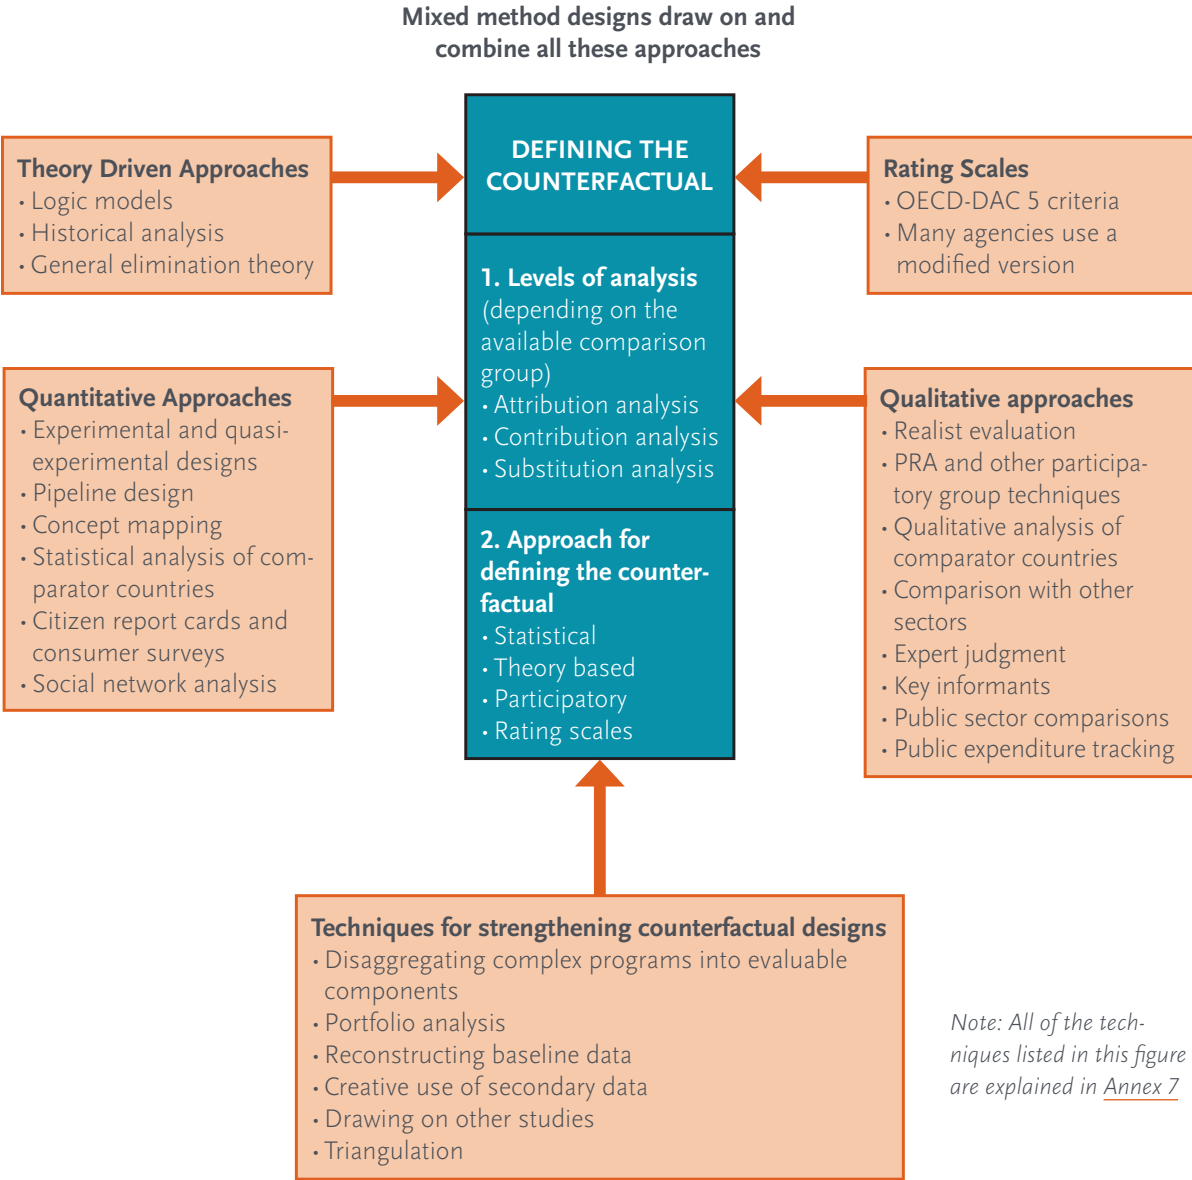 Mixed method designs draw on and
combine all these approaches
DEFINING THE
COUNTERFACTUAL
1. Levels of analysis
(depending on the
available comparison
group)
• Attribution analysis
• Contribution analysis
• Substitution analysis
2. Approach for
defining the counter-
factual
• Statistical
• Theory based
• Participatory
• Rating scales
Theory Driven Approaches
• Logic models
• Historical analysis
• General elimination theory
Quantitative Approaches
• Experimental and quasi-
experimental designs
• Pipeline design
• Concept mapping
• Statistical analysis of com-
parator countries
• Citizen report cards and
consumer surveys
• Social network analysis
Rating Scales
• OECD-DAC 5 criteria
• Many agencies use a
modified version
Qualitative approaches
• Realist evaluation
• PRA and other participa-
tory group techniques
• Qualitative analysis of
comparator countries
• Comparison with other
sectors
• Expert judgment
• Key informants
• Public sector comparisons
• Public expenditure tracking
Techniques for strengthening counterfactual designs
• Disaggregating complex programs into evaluable
components
• Portfolio analysis
• Reconstructing baseline data
• Creative use of secondary data
• Drawing on other studies
• Triangulation
Note: All of the tech-
niques listed in this figure
are explained in Annex 7